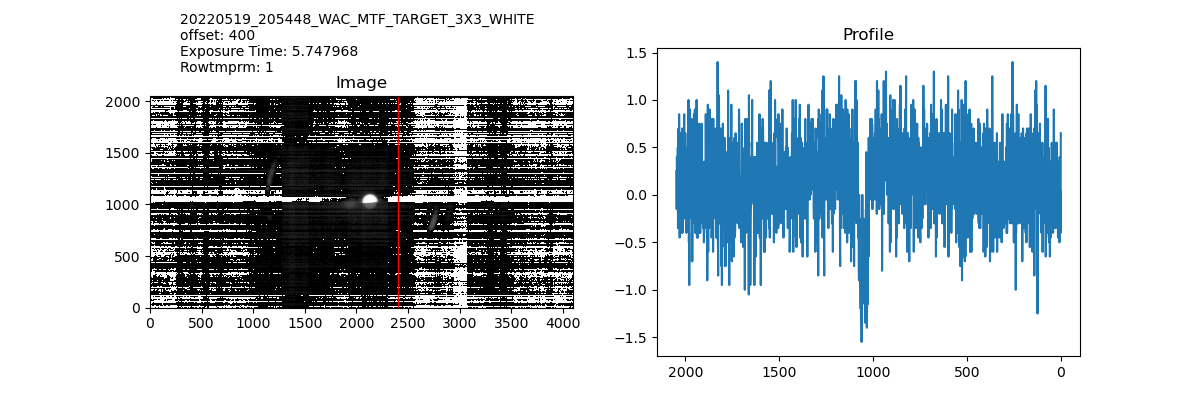 20220519_205448_WAC_MTF_TARGET_3X3_WHITE
offset: 400
Exposure Time: 5.747968
Rowtmprm: 1
Image
2000
1500
1000
500
0
0 500 1000 1500 2000 2500 3000 3500 4000
Profile
1.5
1.0
0.5
0.0
−0.5
−1.0
−1.5
2000 1500 1000 500 0